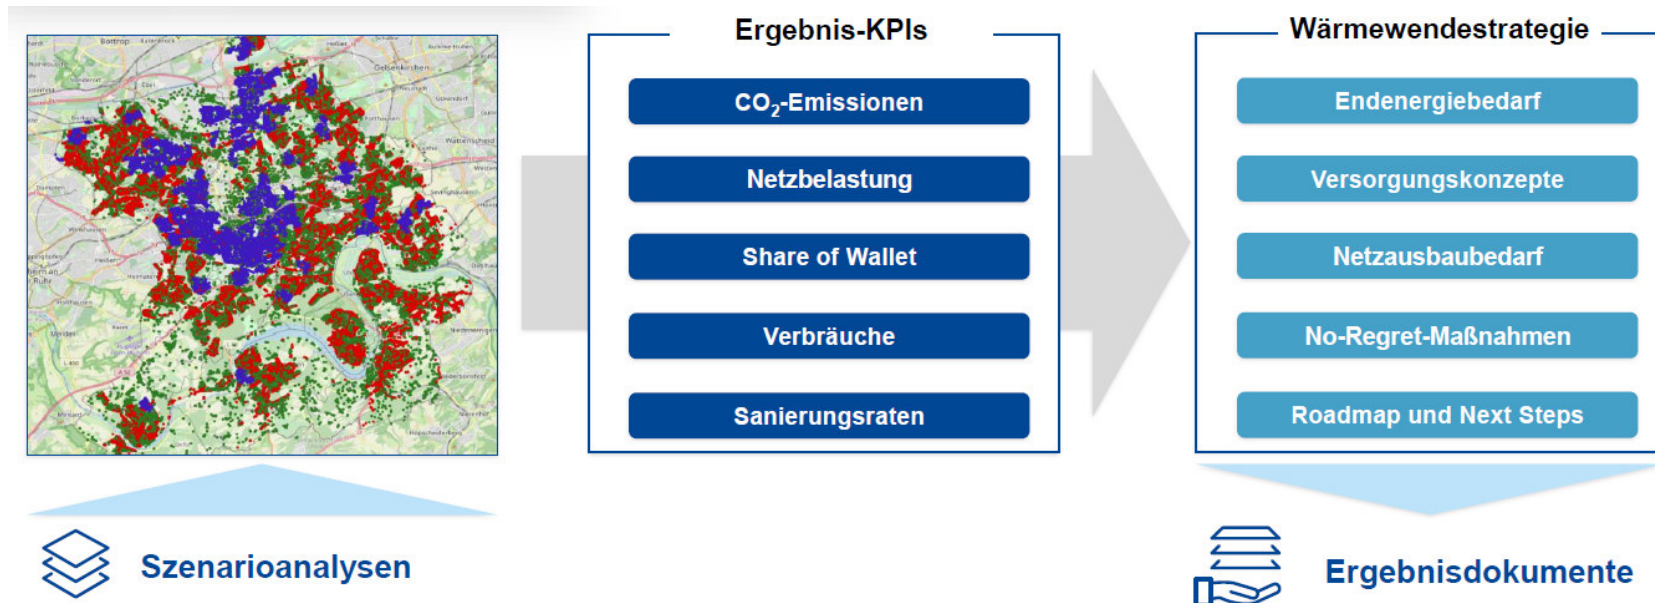 Ergebnis-KPIs
CO₂-Emissionen
Netzbelastung
Share of Wallet
Verbräuche
Sanierungsraten
Wärmewendestrategie
Endenergiebedarf
Versorgungskonzepte
Netzausbaubedarf
No-Regret-Maßnahmen
Roadmap und Next Steps
Bottrop
Gelsenkirchen
Wattenscheid
Szenarioanalysen
Ergebnisdokumente